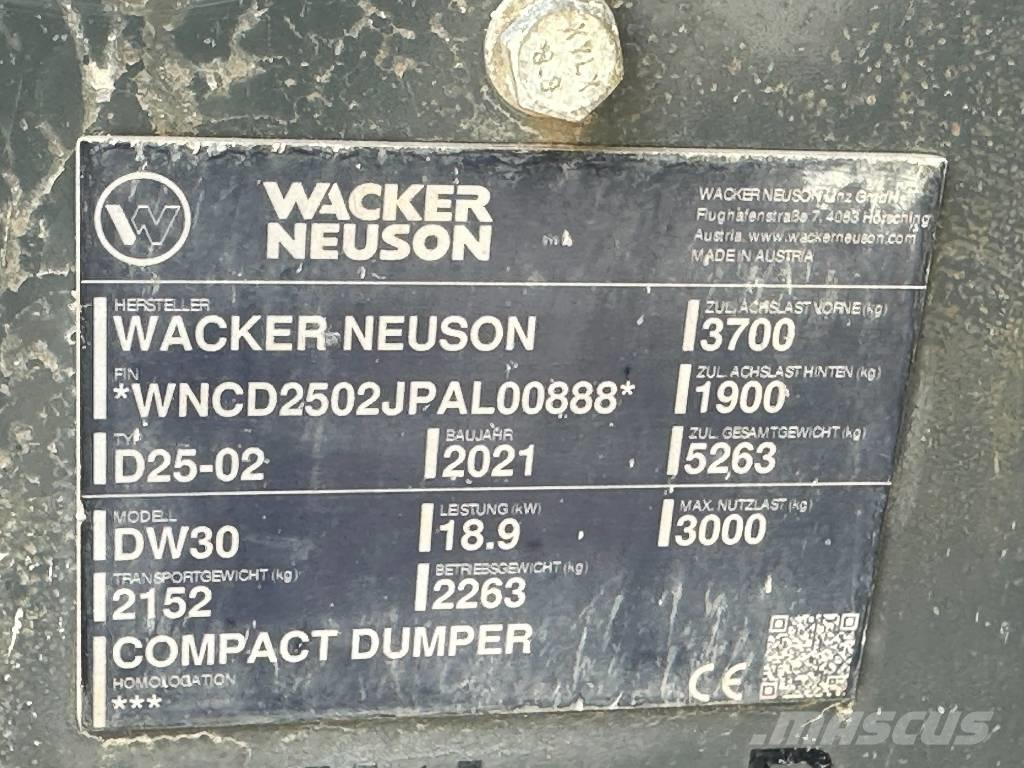 8.8
WACKER
NEUSON
WACKER NEUSON Linz GmbH
Flughafenstraße 7, 4063 Hörsching
Austria, www.wackerneuson.com
MADE IN AUSTRIA
HERSTELLER
WACKER NEUSON
ZUL. ACHSLAST VORNE (kg)
3700
FIN
*WNCD2502JPAL00888*
ZUL. ACHSLAST HINTEN (kg)
1900
TYP
D25-02
BAUJAHR
2021
ZUL. GESAMTGEWICHT (kg)
5263
MODELL
DW30
LEISTUNG (kW)
18.9
MAX. NUTZLAST (kg)
3000
TRANSPORTGEWICHT (kg)
2152
BETRIEBSGEWICHT (kg)
2263
COMPACT DUMPER
HOMOLOGATION
***
CE
MASCUS